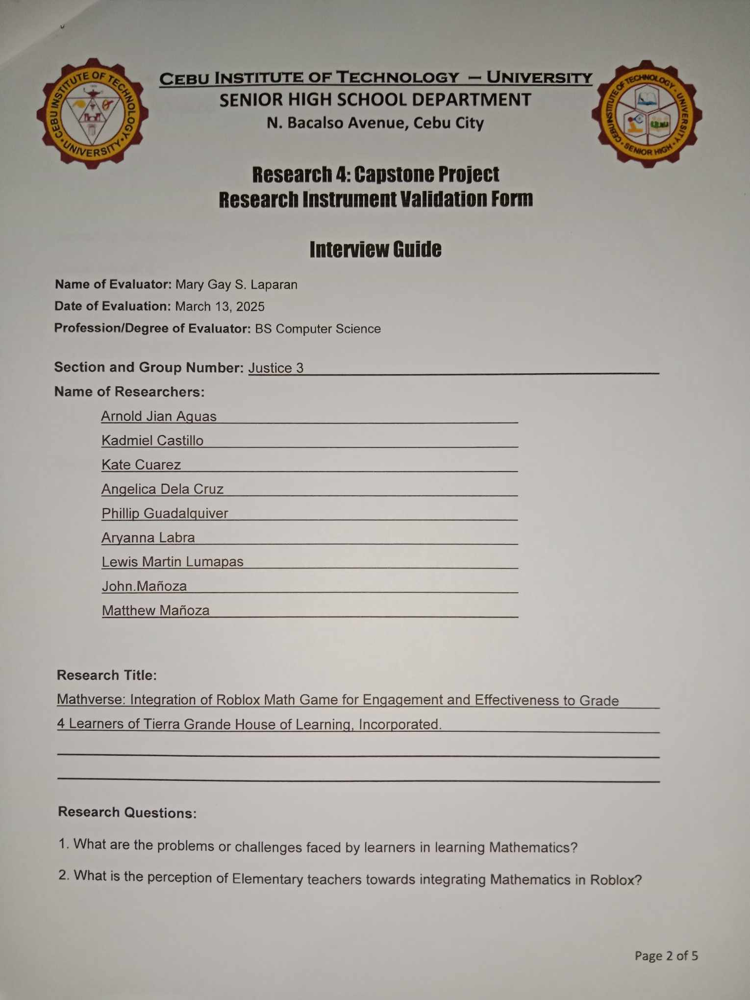 CEBU INSTITUTE OF TECHNOLOGY – UNIVERSITY
SENIOR HIGH SCHOOL DEPARTMENT
N. Bacalso Avenue, Cebu City
CEBU INSTITUTE OF TECHNOLOGY • UNIVERSITY •
CEBU INSTITUTE OF TECHNOLOGY - UNIVERSITY • SENIOR HIGH •
Research 4: Capstone Project
Research Instrument Validation Form
Interview Guide
Name of Evaluator: Mary Gay S. Laparan
Date of Evaluation: March 13, 2025
Profession/Degree of Evaluator: BS Computer Science
Section and Group Number: Justice 3
Name of Researchers:
Arnold Jian Aguas
Kadmiel Castillo
Kate Cuarez
Angelica Dela Cruz
Phillip Guadalquiver
Aryanna Labra
Lewis Martin Lumapas
John.Mañoza
Matthew Mañoza
Research Title:
Mathverse: Integration of Roblox Math Game for Engagement and Effectiveness to Grade
4 Learners of Tierra Grande House of Learning, Incorporated.
Research Questions:
1. What are the problems or challenges faced by learners in learning Mathematics?
2. What is the perception of Elementary teachers towards integrating Mathematics in Roblox?
Page 2 of 5